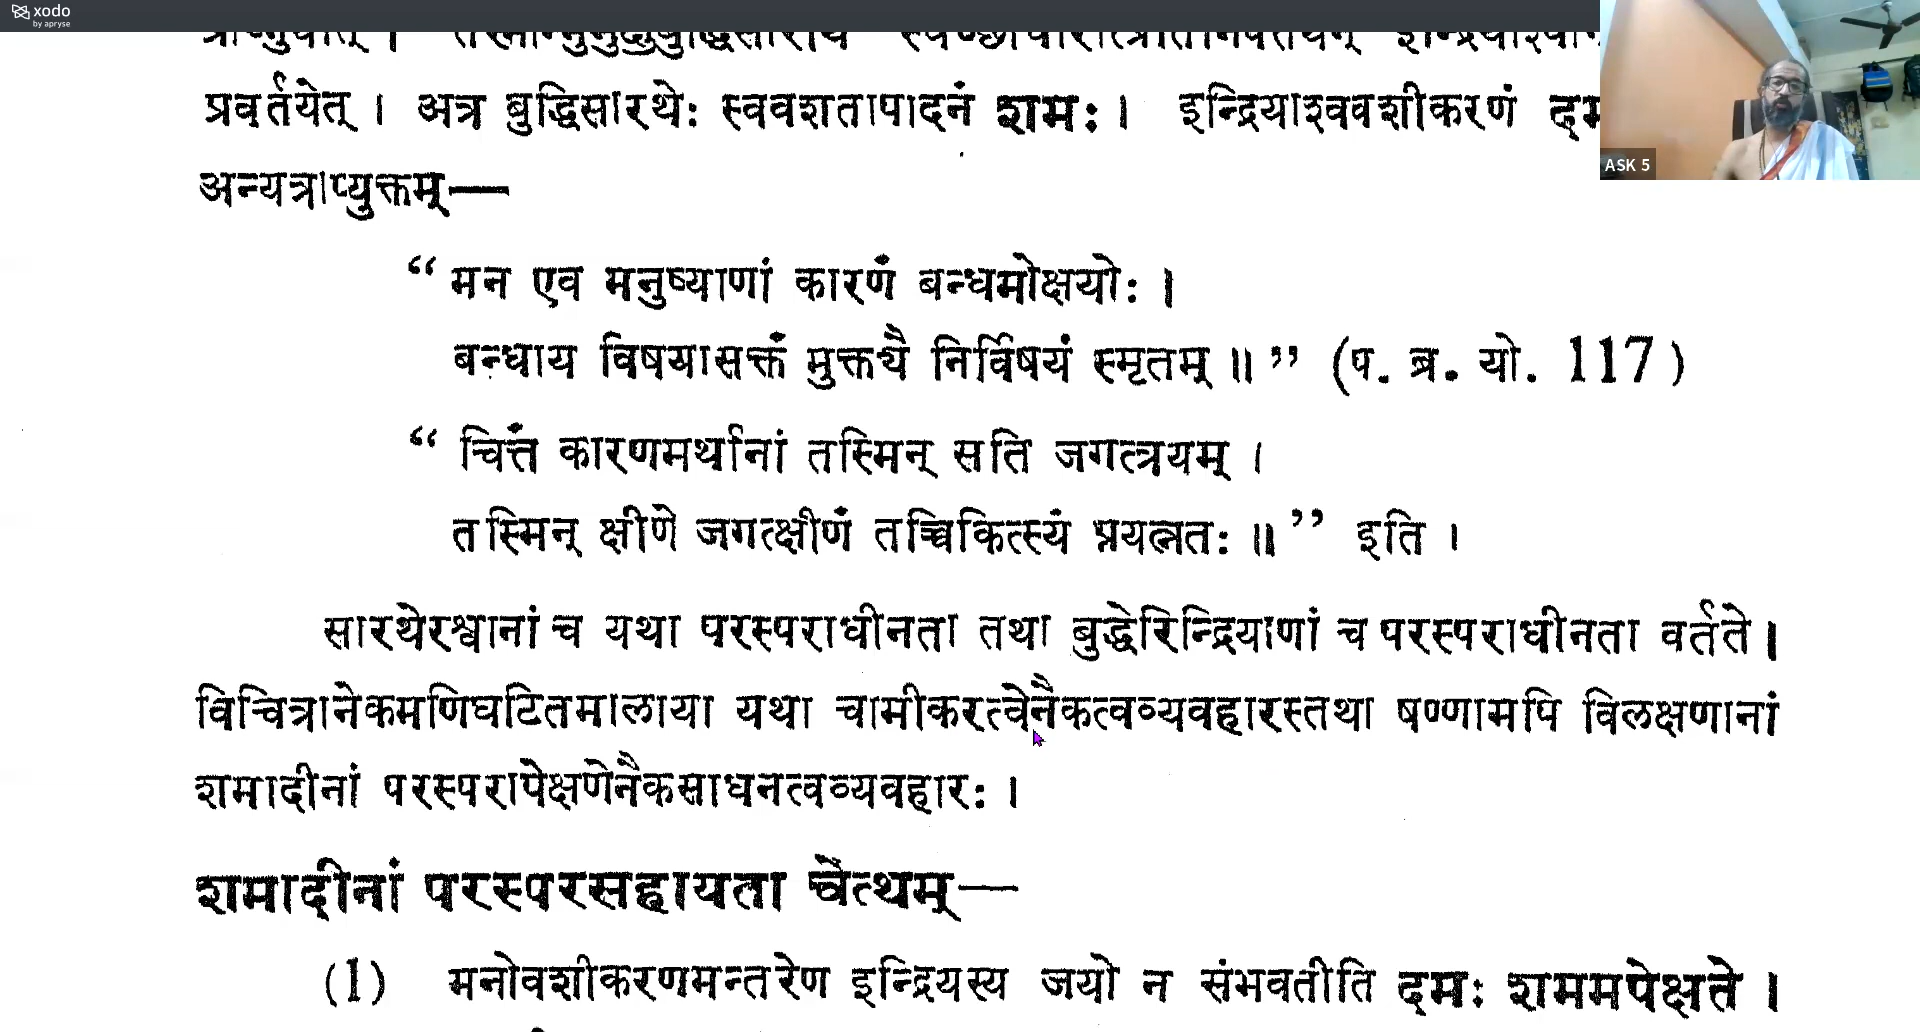 xodo
by apryse
प्रवर्तयेत् । अत्र बुद्धिसारथेः स्ववशतापादनं शमः । इन्द्रियाश्ववशीकरणं
ASK 5
अन्यत्राप्युक्तम्—
“ मन एव मनुष्याणां कारणं बन्धमोक्षयोः ।
बन्धाय विषयासक्तं मुक्त्यै निर्विषयं स्मृतम् ॥ ” (प. ब्र. यो. 117 )
“ चित्तं कारणमर्थानां तस्मिन् सति जगत्त्रयम् ।
तस्मिन् क्षीणे जगत्क्षीणं तच्चिकित्स्यं प्रयत्नतः ॥ ” इति ।
सारथेरश्वानां च यथा परस्पराधीनता तथा बुद्धेरिन्द्रियाणां च परस्पराधीनता वर्तते ।
विचित्रानेकमणिघटितमालाया यथा चामीकरत्वेनैकत्वव्यवहारस्तथा षण्णामपि विलक्षणानां
शमादीनां परस्परापेक्षणेनैकसाधनत्वव्यवहारः ।
शमादीनां परस्परसहायता चेत्थम्—
(1) मनोवशीकरणमन्तरेण इन्द्रियस्य जयो न संभवतीति दमः शममपेक्षते ।